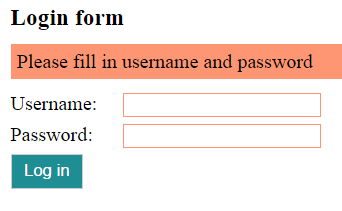 Login form
Please fill in username and password
Username:
Password:
Log in